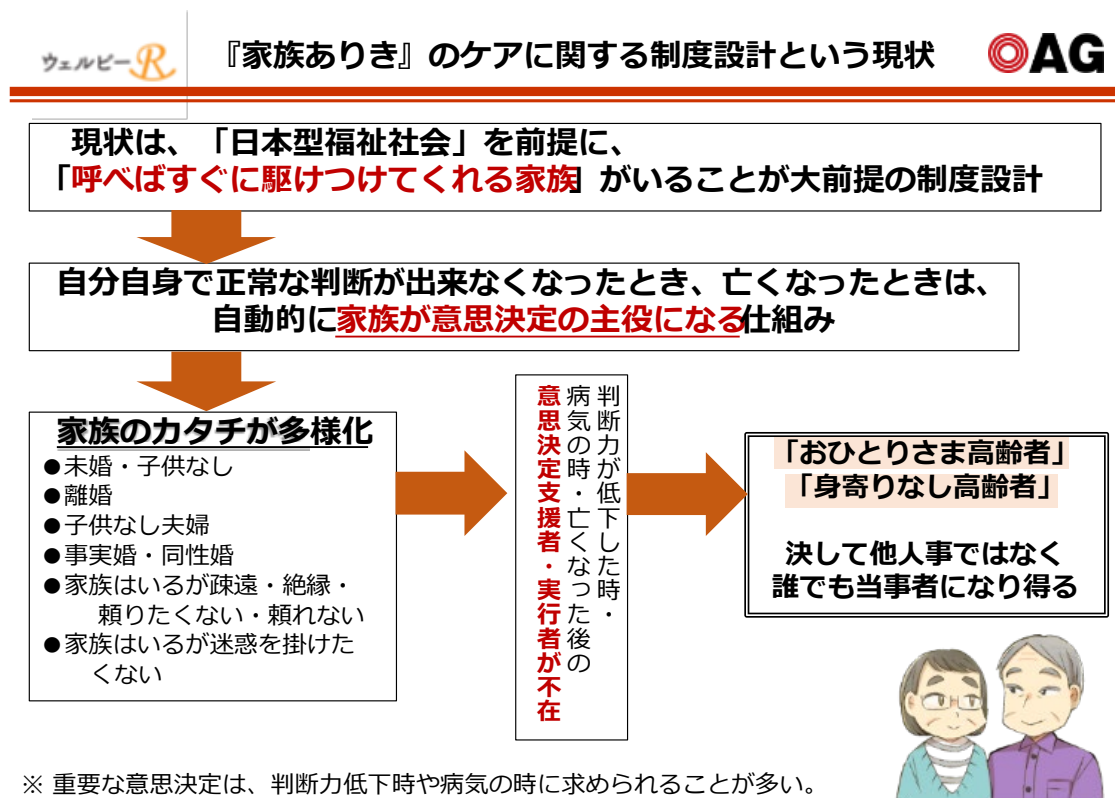 ウェルビーR
『家族ありき』のケアに関する制度設計という現状
OAG
現状は、「日本型福祉社会」を前提に、
「呼べばすぐに駆けつけてくれる家族」がいることが大前提の制度設計
自分自身で正常な判断が出来なくなったとき、亡くなったときは、
自動的に家族が意思決定の主役になる仕組み
家族のカタチが多様化
●未婚・子供なし
●離婚
●子供なし夫婦
●事実婚・同性婚
●家族はいるが疎遠・絶縁・
頼りたくない・頼れない
●家族はいるが迷惑を掛けた
くない
判断力が低下した時・
病気の時・亡くなった後の
意思決定支援者・実行者が不在
「おひとりさま高齢者」
「身寄りなし高齢者」
決して他人事ではなく
誰でも当事者になり得る
※ 重要な意思決定は、判断力低下時や病気の時に求められることが多い。